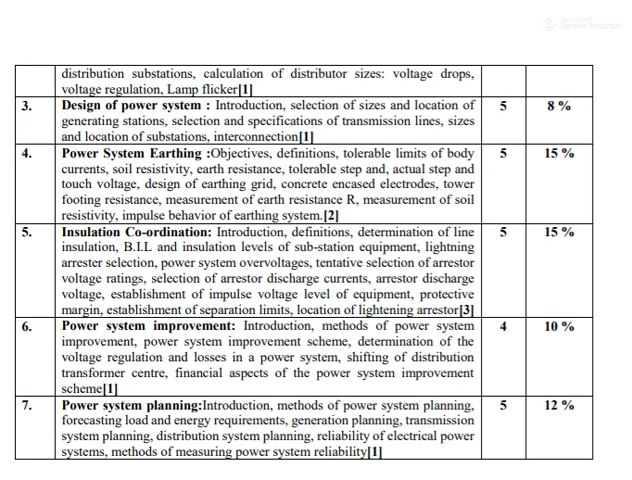 distribution substations, calculation of distributor sizes: voltage drops,
voltage regulation, Lamp flicker[1]
3. Design of power system : Introduction, selection of sizes and location of 5 8 %
generating stations, selection and specifications of transmission lines, sizes
and location of substations, interconnection[1]
4. Power System Earthing :Objectives, definitions, tolerable limits of body 5 15 %
currents, soil resistivity, earth resistance, tolerable step and, actual step and
touch voltage, design of earthing grid, concrete encased electrodes, tower
footing resistance, measurement of earth resistance R, measurement of soil
resistivity, impulse behavior of earthing system.[2]
5. Insulation Co-ordination: Introduction, definitions, determination of line 5 15 %
insulation, B.I.L and insulation levels of sub-station equipment, lightning
arrester selection, power system overvoltages, tentative selection of arrestor
voltage ratings, selection of arrestor discharge currents, arrestor discharge
voltage, establishment of impulse voltage level of equipment, protective
margin, establishment of separation limits, location of lightening arrestor[3]
6. Power system improvement: Introduction, methods of power system 4 10 %
improvement, power system improvement scheme, determination of the
voltage regulation and losses in a power system, shifting of distribution
transformer centre, financial aspects of the power system improvement
scheme[1]
7. Power system planning:Introduction, methods of power system planning, 5 12 %
forecasting load and energy requirements, generation planning, transmission
system planning, distribution system planning, reliability of electrical power
systems, methods of measuring power system reliability[1]